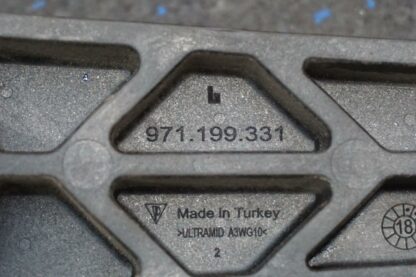 971.199.331
Made In Turkey
>ULTRAMID A3WG10<
2
18